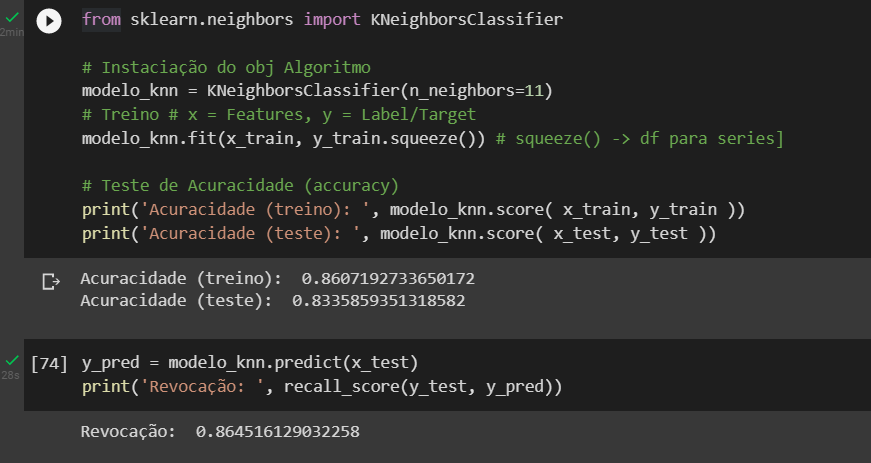 from sklearn.neighbors import KNeighborsClassifier
2min
# Instaciação do obj Algoritmo
modelo_knn = KNeighborsClassifier(n_neighbors=11)
# Treino # x = Features, y = Label/Target
modelo_knn.fit(x_train, y_train.squeeze()) # squeeze() -> df para series]
# Teste de Acuracidade (accuracy)
print('Acuracidade (treino): ', modelo_knn.score( x_train, y_train ))
print('Acuracidade (teste): ', modelo_knn.score( x_test, y_test ))
Acuracidade (treino):  0.8607192733650172
Acuracidade (teste):  0.8335859351318582
[74] y_pred = modelo_knn.predict(x_test)
28s
print('Revocação: ', recall_score(y_test, y_pred))
Revocação:  0.864516129032258